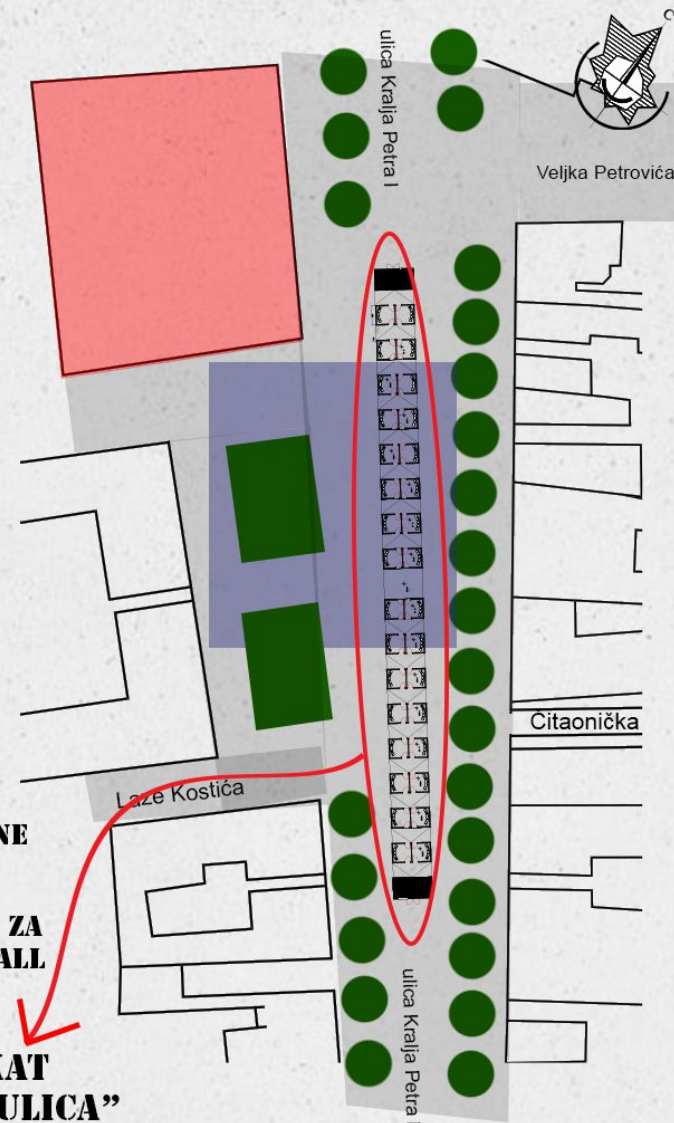 ulica Kralja Petra I
Veljka Petrovića
Čitaonička
Laze Kostića
NE
ZA
ALL
KAT
ULICA”
ulica Kralja Petra I